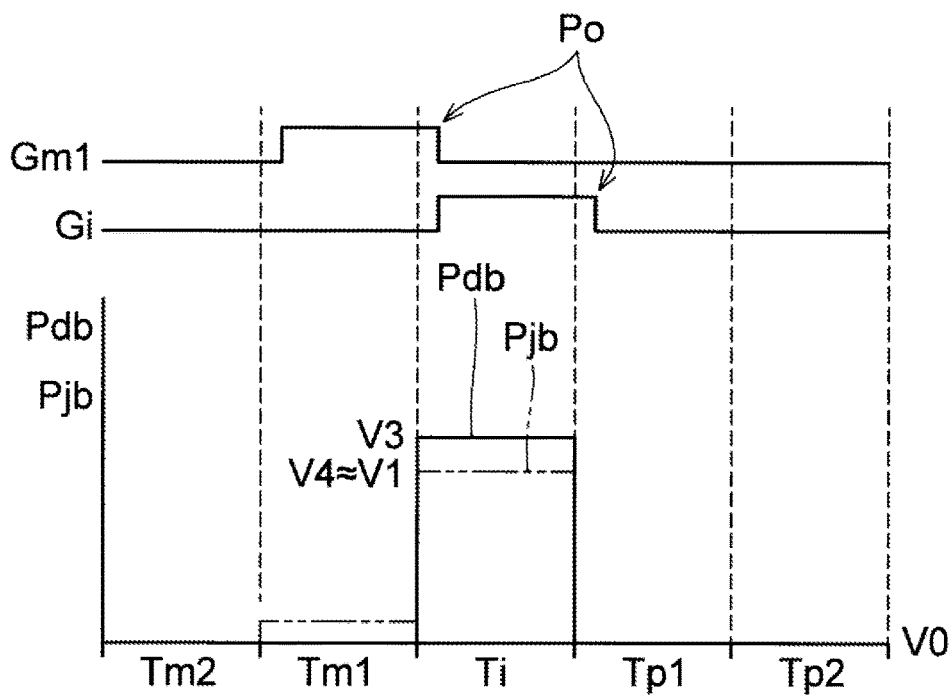 Po
Gm1
Gi
Pdb
Pdb
Pjb
Pjb
V3
V4≈V1
V0
Tm2 Tm1 Ti Tp1 Tp2